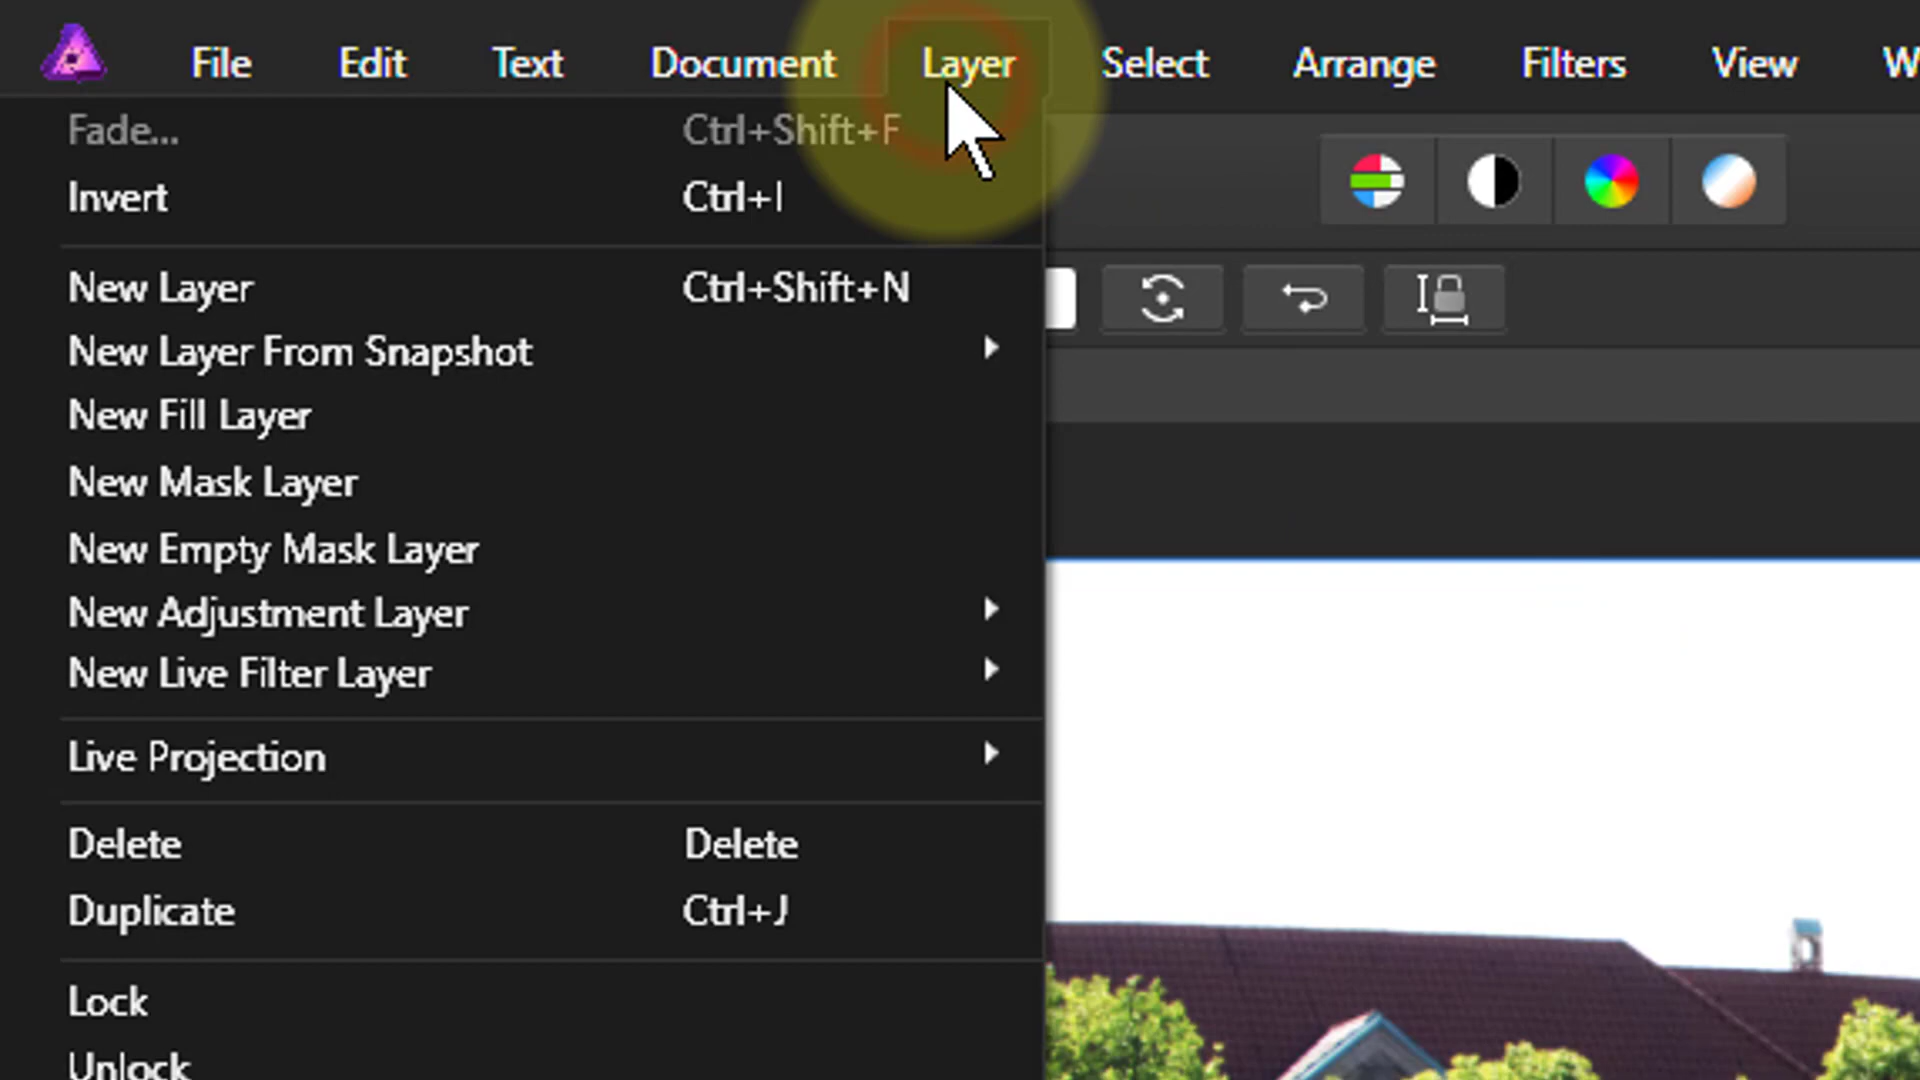 File Edit Text Document Layer Select Arrange Filters View W
Fade... Ctrl+Shift+F
Invert Ctrl+I
New Layer Ctrl+Shift+N
New Layer From Snapshot
New Fill Layer
New Mask Layer
New Empty Mask Layer
New Adjustment Layer
New Live Filter Layer
Live Projection
Delete Delete
Duplicate Ctrl+J
Lock
Unlock